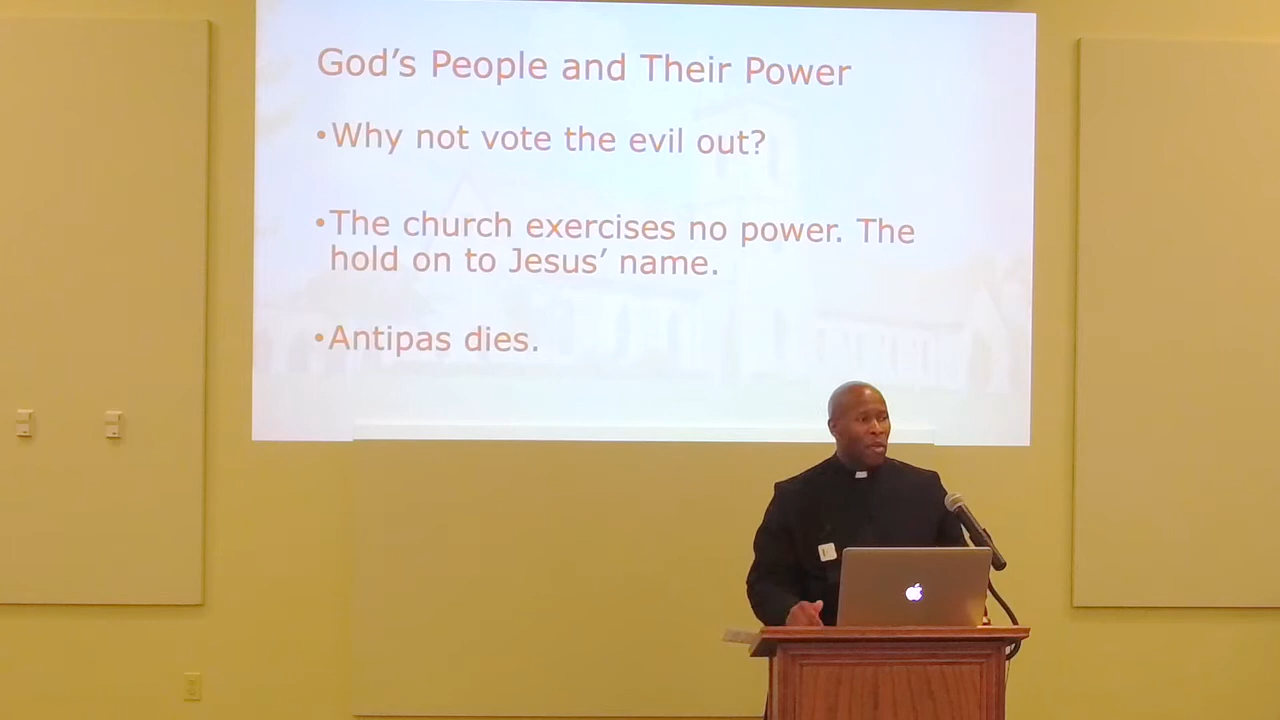 God's People and Their Power
•Why not vote the evil out?
•The church exercises no power. The
hold on to Jesus' name.
•Antipas dies.